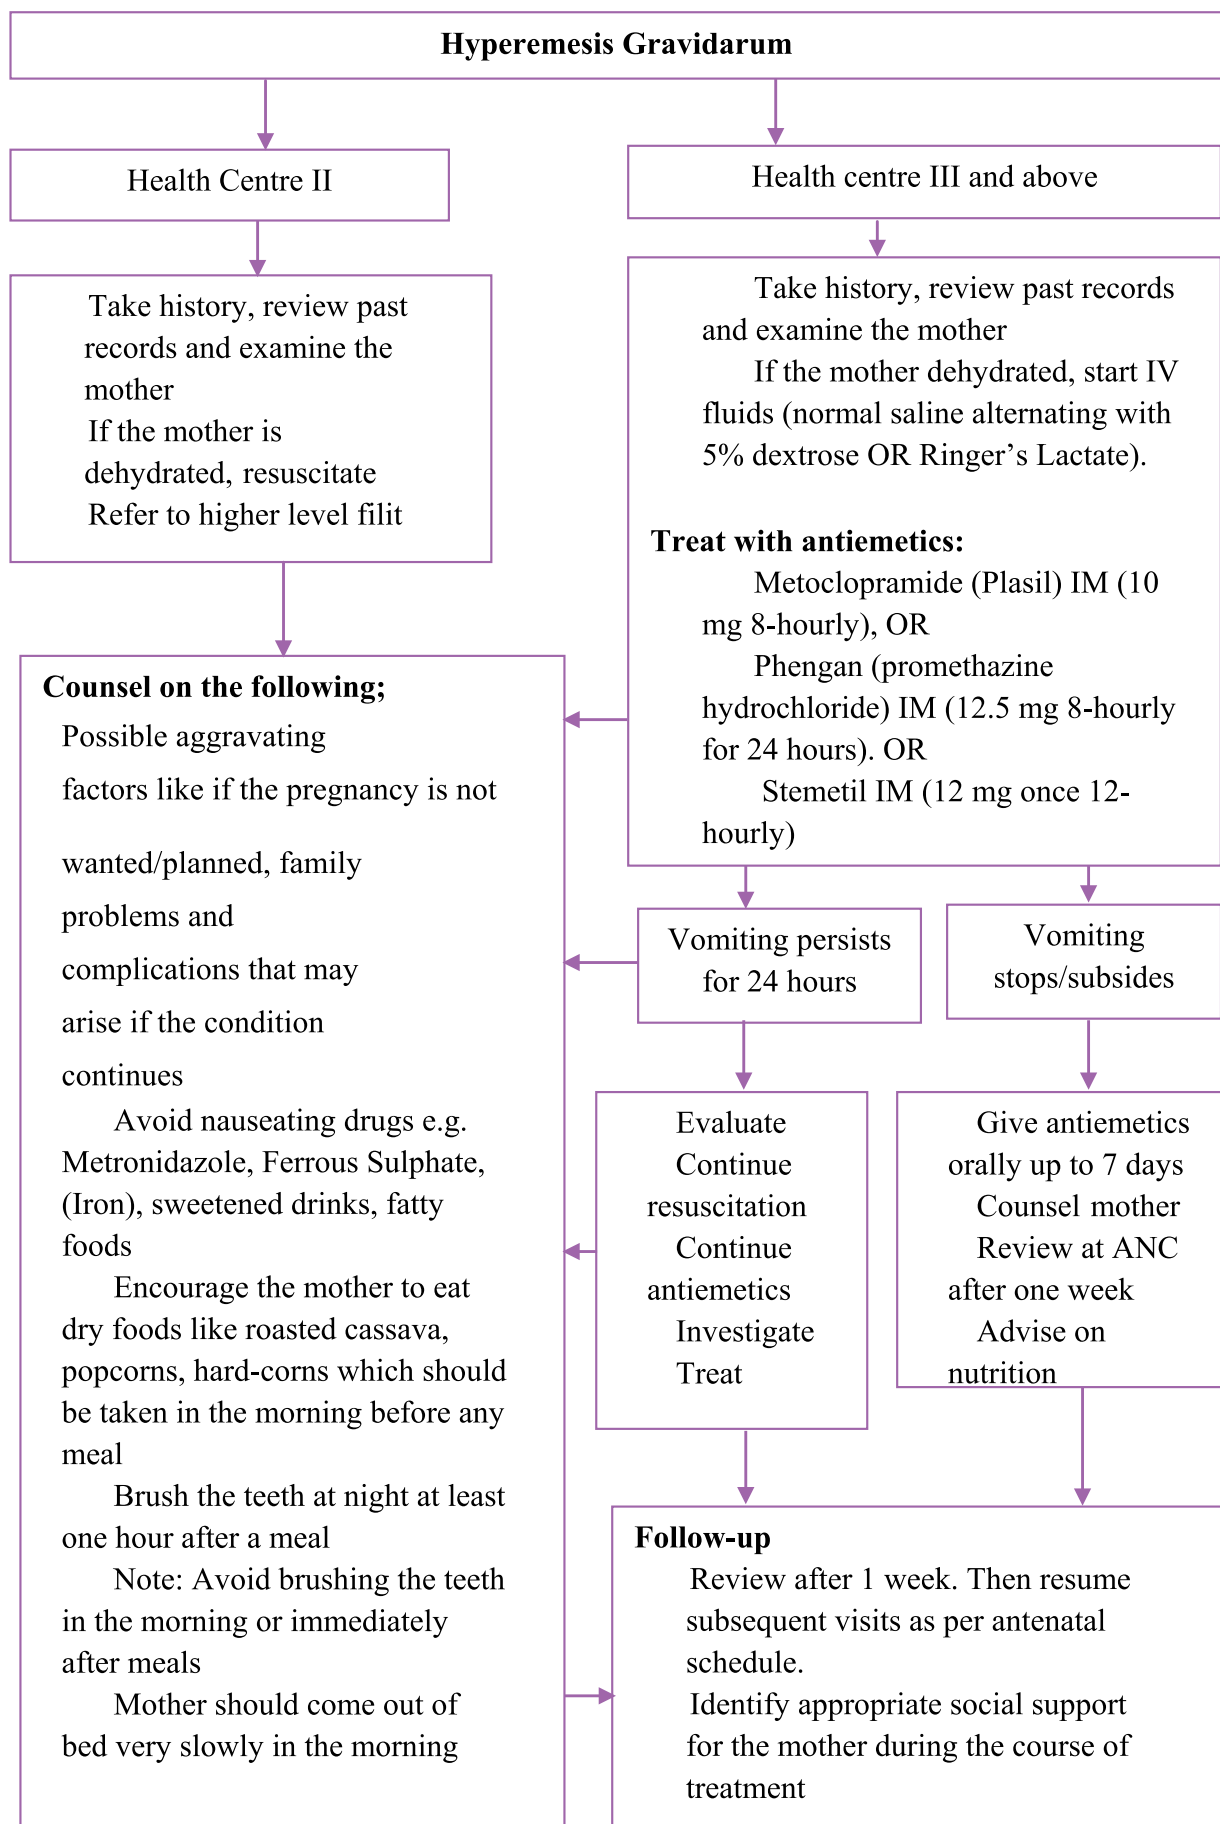 Hyperemesis Gravidarum
Health Centre II
Health centre III and above
Take history, review past
records and examine the
mother
If the mother is
dehydrated, resuscitate
Refer to higher level filit
Take history, review past records
and examine the mother
If the mother dehydrated, start IV
fluids (normal saline alternating with
5% dextrose OR Ringer’s Lactate).
Treat with antiemetics:
Metoclopramide (Plasil) IM (10
mg 8-hourly), OR
Phengan (promethazine
hydrochloride) IM (12.5 mg 8-hourly
for 24 hours). OR
Stemetil IM (12 mg once 12-
hourly)
Counsel on the following;
Possible aggravating
factors like if the pregnancy is not
wanted/planned, family
problems and
complications that may
arise if the condition
continues
Avoid nauseating drugs e.g.
Metronidazole, Ferrous Sulphate,
(Iron), sweetened drinks, fatty
foods
Encourage the mother to eat
dry foods like roasted cassava,
popcorns, hard-corns which should
be taken in the morning before any
meal
Brush the teeth at night at least
one hour after a meal
Note: Avoid brushing the teeth
in the morning or immediately
after meals
Mother should come out of
bed very slowly in the morning
Vomiting persists
for 24 hours
Vomiting
stops/subsides
Evaluate
Continue
resuscitation
Continue
antiemetics
Investigate
Treat
Give antiemetics
orally up to 7 days
Counsel mother
Review at ANC
after one week
Advise on
nutrition
Follow-up
Review after 1 week. Then resume
subsequent visits as per antenatal
schedule.
Identify appropriate social support
for the mother during the course of
treatment